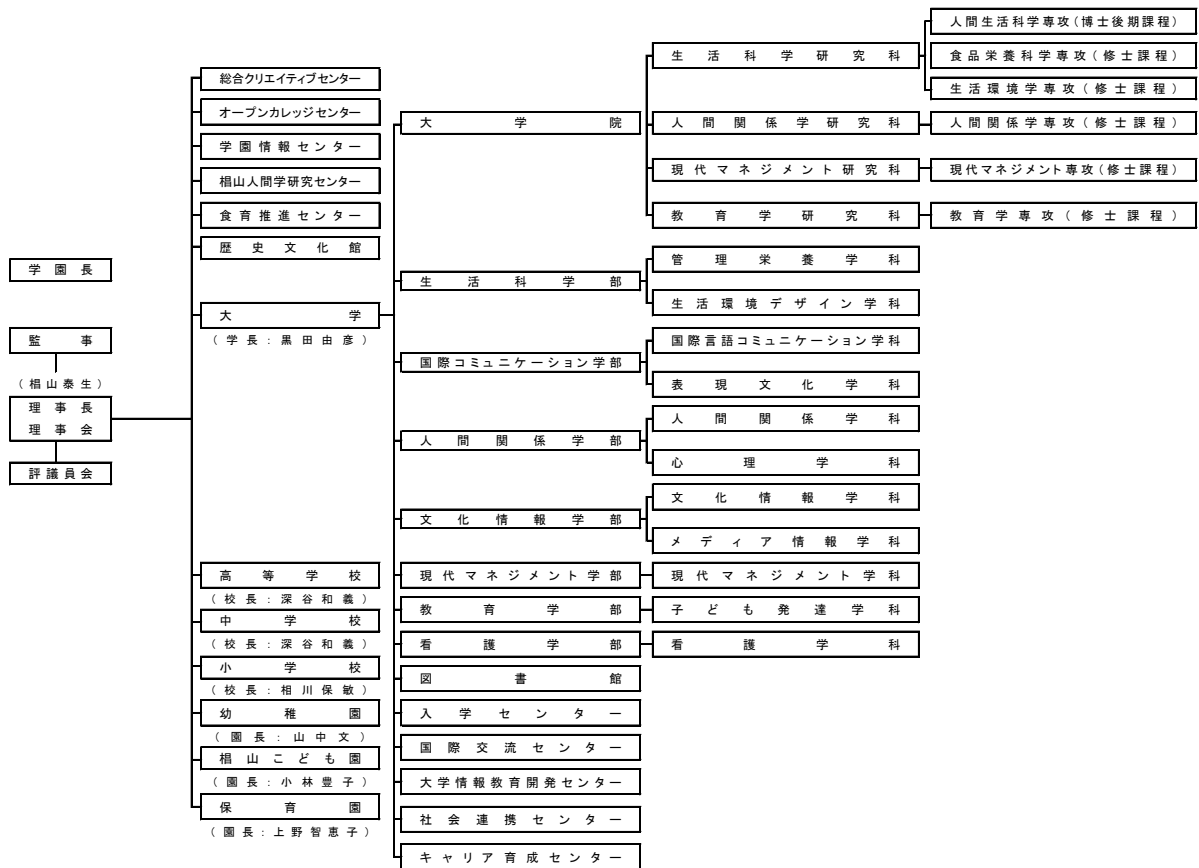 学園長
監事
(椙山泰生)
理事長
理事会
評議員会
総合クリエイティブセンター
オープンカレッジセンター
学園情報センター
椙山人間学研究センター
食育推進センター
歴史文化館
大学
(学長:黒田由彦)
高等学校
(校長:深谷和義)
中学校
(校長:深谷和義)
小学校
(校長:相川保敏)
幼稚園
(園長:山中文)
椙山こども園
(園長:小林豊子)
保育園
(園長:上野智恵子)
大学院
生活科学部
国際コミュニケーション学部
人間関係学部
文化情報学部
現代マネジメント学部
教育学部
看護学部
図書館
入学センター
国際交流センター
大学情報教育開発センター
社会連携センター
キャリア育成センター
生活科学研究科
人間関係学研究科
現代マネジメント研究科
教育学研究科
管理栄養学科
生活環境デザイン学科
国際言語コミュニケーション学科
表現文化学科
人間関係学科
心理学科
文化情報学科
メディア情報学科
現代マネジメント学科
子ども発達学科
看護学科
人間生活科学専攻(博士後期課程)
食品栄養科学専攻(修士課程)
生活環境学専攻(修士課程)
人間関係学専攻(修士課程)
現代マネジメント専攻(修士課程)
教育学専攻(修士課程)